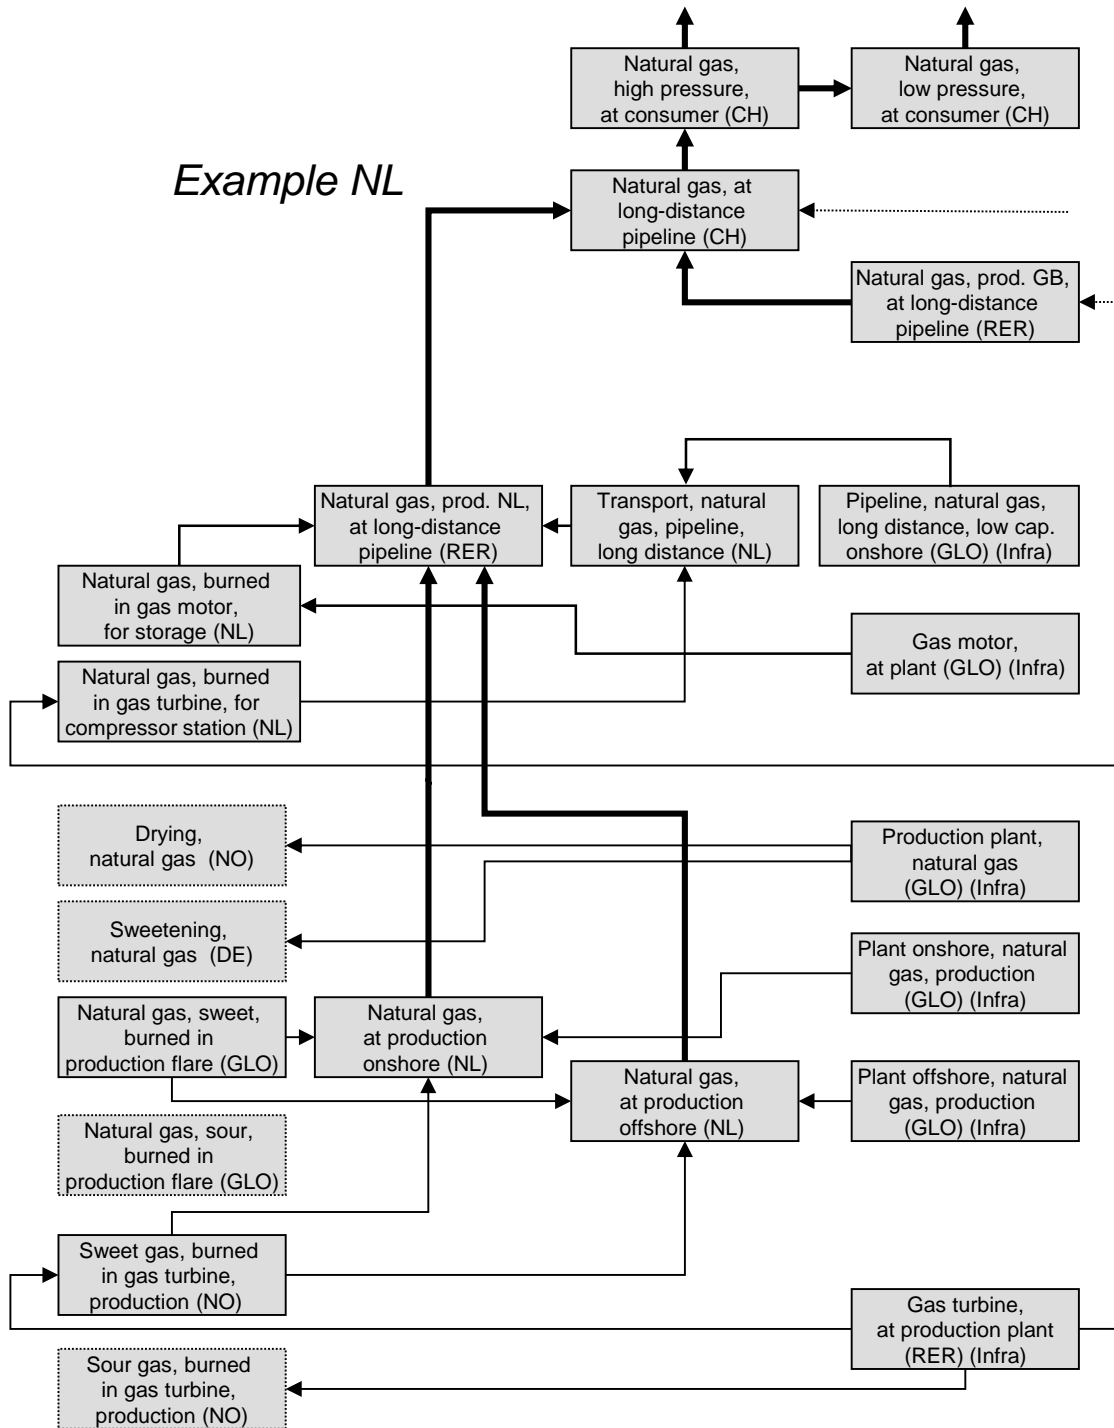 Natural gas,
high pressure,
at consumer (CH)
Natural gas,
low pressure,
at consumer (CH)
Example NL
Natural gas, at
long-distance
pipeline (CH)
Natural gas, prod. GB,
at long-distance
pipeline (RER)
Natural gas, prod. NL,
at long-distance
pipeline (RER)
Transport, natural
gas, pipeline,
long distance (NL)
Pipeline, natural gas,
long distance, low cap.
onshore (GLO) (Infra)
Natural gas, burned
in gas motor,
for storage (NL)
Gas motor,
at plant (GLO) (Infra)
Natural gas, burned
in gas turbine, for
compressor station (NL)
Drying,
natural gas (NO)
Production plant,
natural gas
(GLO) (Infra)
Sweetening,
natural gas (DE)
Plant onshore, natural
gas, production
(GLO) (Infra)
Natural gas, sweet,
burned in
production flare (GLO)
Natural gas,
at production
onshore (NL)
Natural gas,
at production
offshore (NL)
Plant offshore, natural
gas, production
(GLO) (Infra)
Natural gas, sour,
burned in
production flare (GLO)
Sweet gas, burned
in gas turbine,
production (NO)
Gas turbine,
at production plant
(RER) (Infra)
Sour gas, burned
in gas turbine,
production (NO)